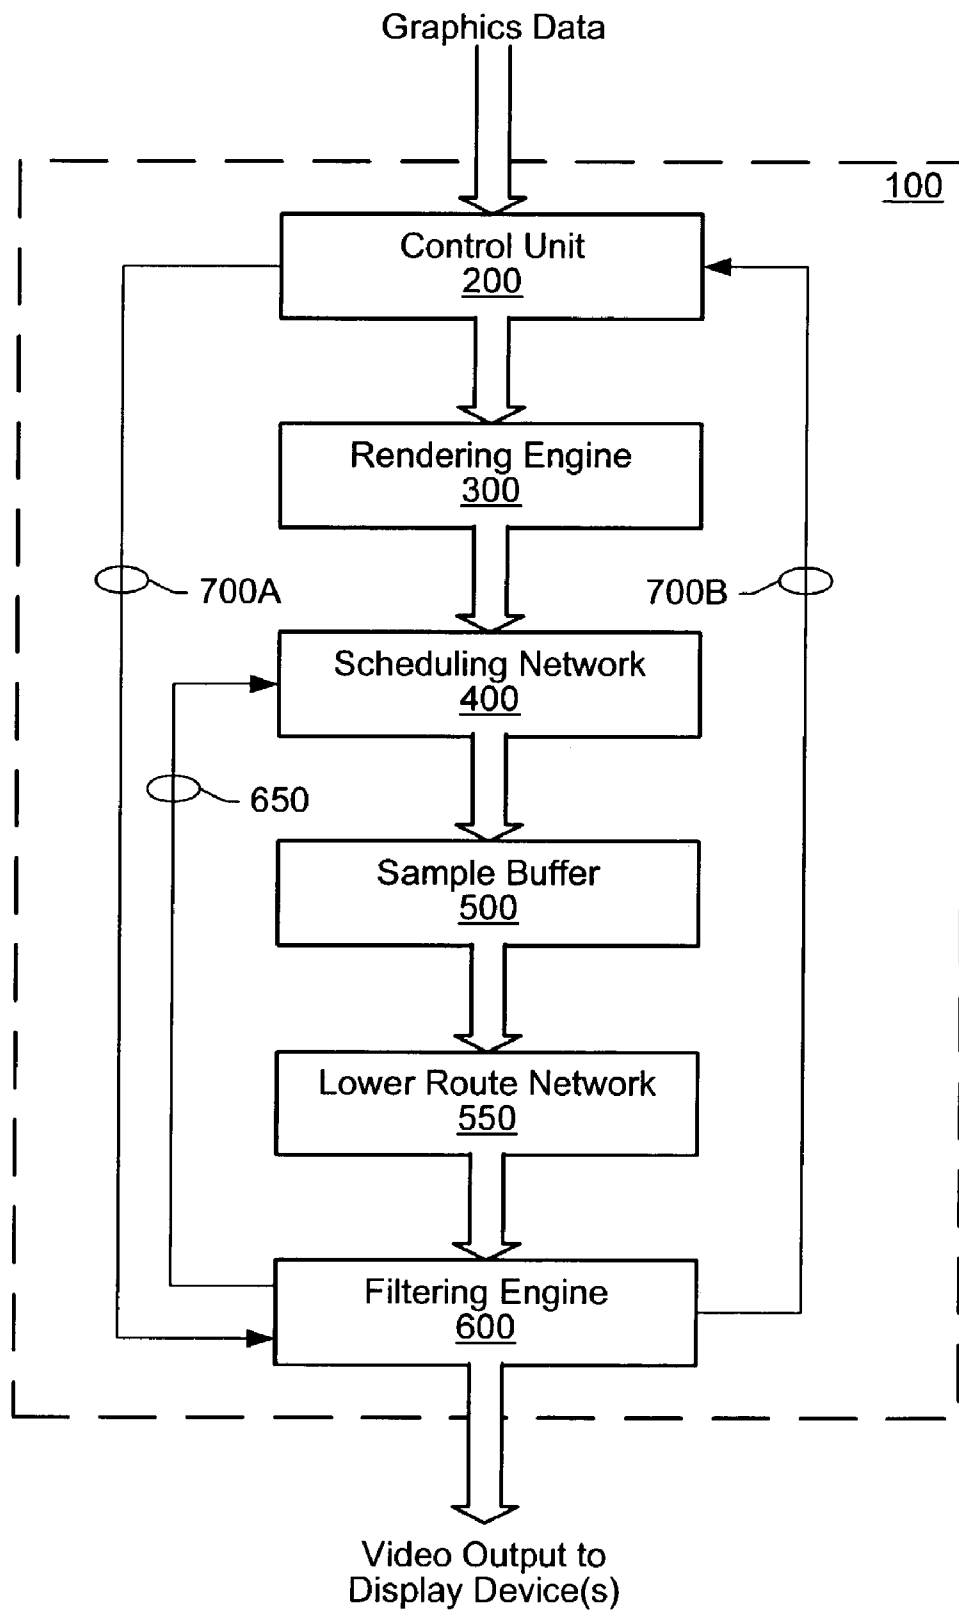 Graphics Data
100
Control Unit
200
Rendering Engine
300
700A
700B
Scheduling Network
400
650
Sample Buffer
500
Lower Route Network
550
Filtering Engine
600
Video Output to
Display Device(s)